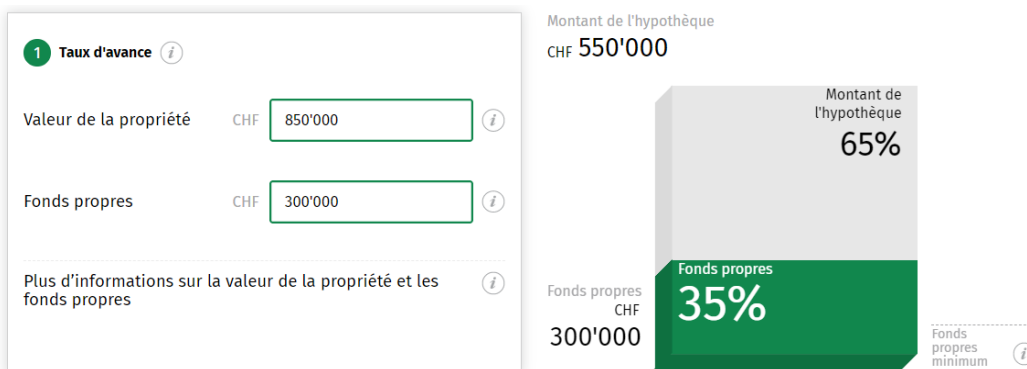 1 Taux d'avance i
Valeur de la propriété CHF 850'000 i
Fonds propres CHF 300'000 i
Plus d’informations sur la valeur de la propriété et les i
fonds propres
Montant de l'hypothèque
CHF 550'000
Montant de
l'hypothèque
65%
Fonds propres
35%
Fonds propres
CHF
300'000
Fonds
propres
minimum i